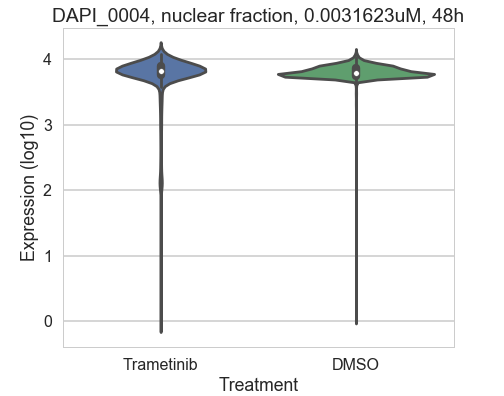 DAPI_0004, nuclear fraction, 0.0031623uM, 48h
Expression (log10)
4
3
2
1
0
Trametinib DMSO
Treatment